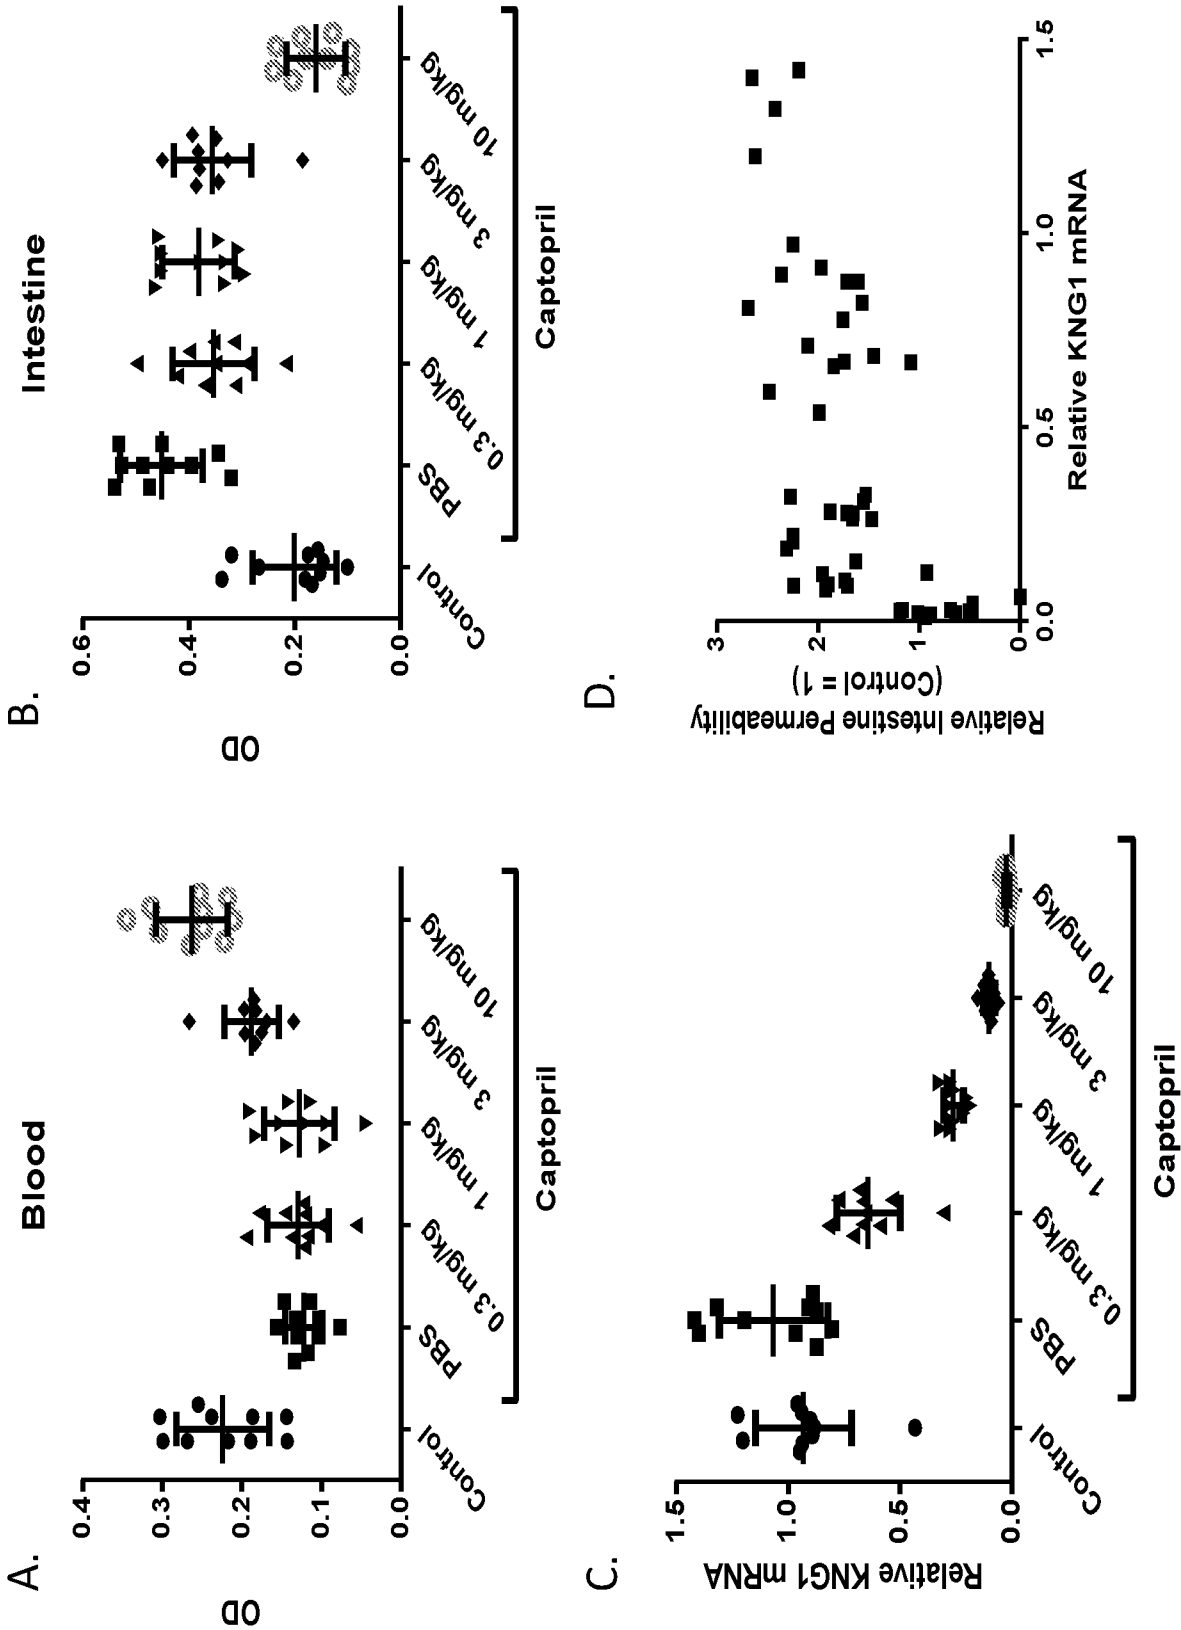 A.
Blood
OD
0.4
0.3
0.2
0.1
0.0
Control
PBS
0.3 mg/kg
1 mg/kg
3 mg/kg
10 mg/kg
Captopril
B.
Intestine
OD
0.6
0.4
0.2
0.0
Control
PBS
0.3 mg/kg
1 mg/kg
3 mg/kg
10 mg/kg
Captopril
C.
Relative KNG1 mRNA
1.5
1.0
0.5
0.0
Control
PBS
0.3 mg/kg
1 mg/kg
3 mg/kg
10 mg/kg
Captopril
D.
Relative Intestine Permeability
(Control = 1)
3
2
1
0
0.0
0.5
1.0
1.5
Relative KNG1 mRNA